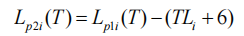 L_{p2i}(T) = L_{p1i}(T) − (TL_i + 6)